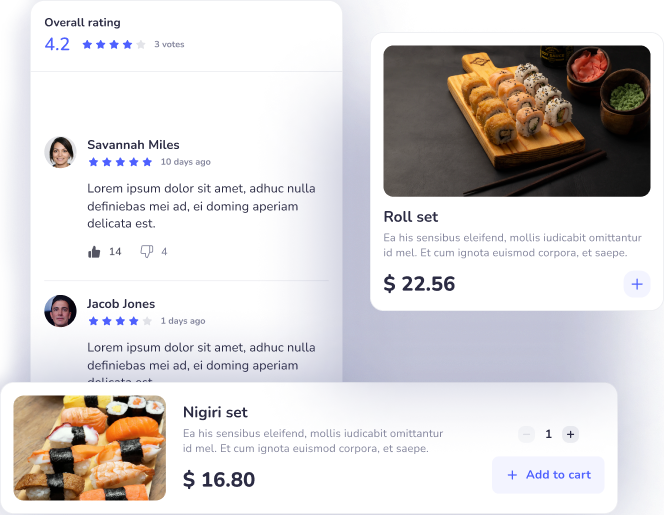 Overall rating
4.2
3 votes
Savannah Miles
10 days ago
Lorem ipsum dolor sit amet, adhuc nulla
definiebas mei ad, ei doming aperiam
delicata est.
14
4
Jacob Jones
1 days ago
Lorem ipsum dolor sit amet, adhuc nulla
definiebas mei ad, ei doming aperiam
delicata est.
Roll set
Ea his sensibus eleifend, mollis iudicabit omittantur
id mel. Et cum ignota euismod corpora, et saepe.
$ 22.56
+
Nigiri set
Ea his sensibus eleifend, mollis iudicabit omittantur
id mel. Et cum ignota euismod corpora, et saepe.
$ 16.80
− 1 +
+ Add to cart